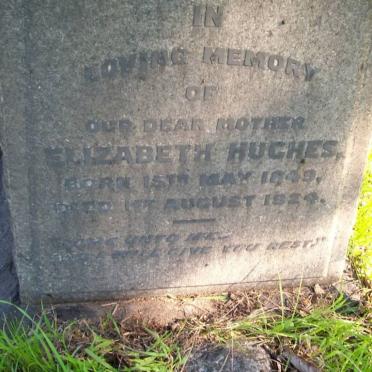 IN
LOVING MEMORY
OF
OUR DEAR MOTHER
ELIZABETH HUGHES,
BORN 15TH MAY 1849,
DIED 1ST AUGUST 1924.
"COME UNTO ME—
I WILL GIVE YOU REST."